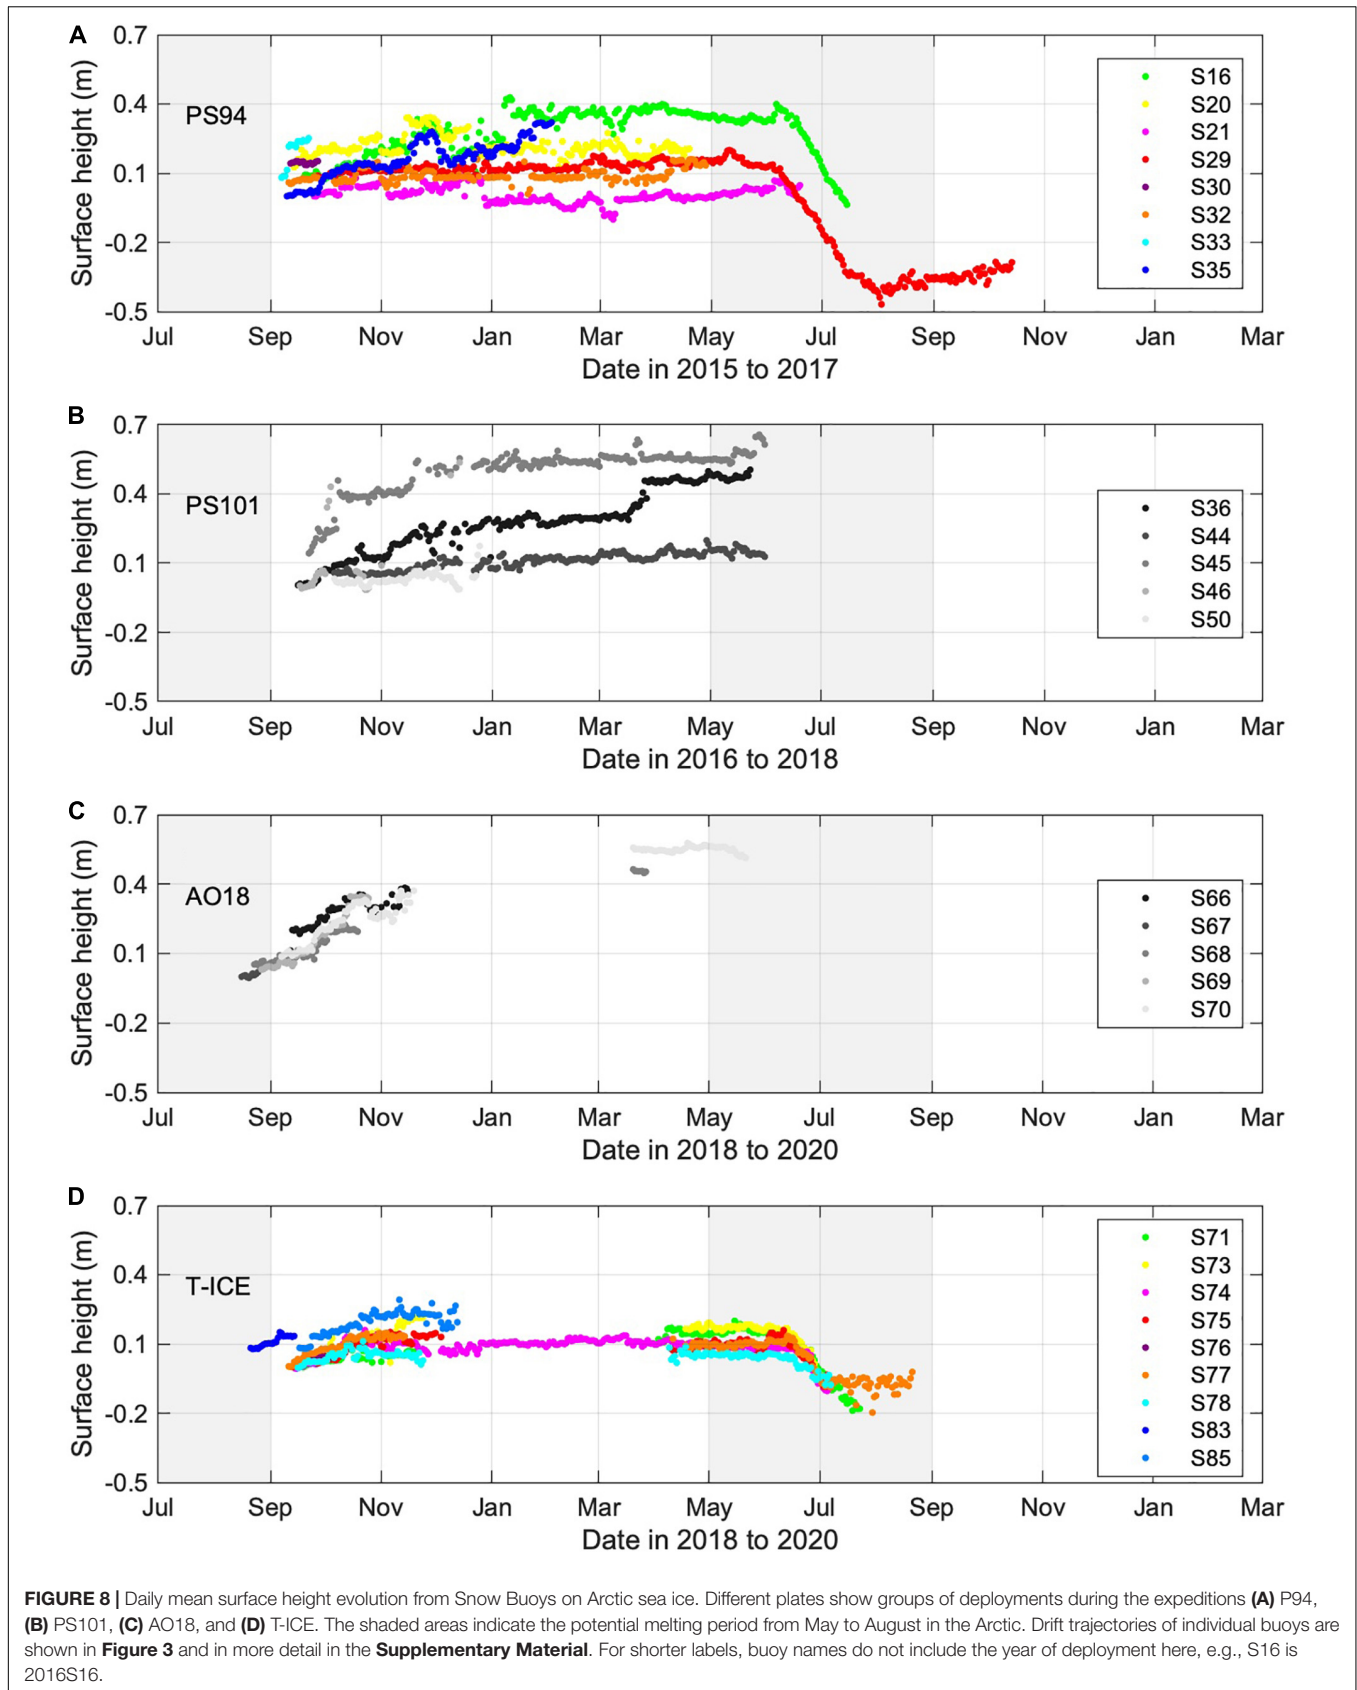 A
0.7
0.4
0.1
-0.2
-0.5
Surface height (m)
PS94
S16
S20
S21
S29
S30
S32
S33
S35
Jul Sep Nov Jan Mar May Jul Sep Nov Jan Mar
Date in 2015 to 2017
B
0.7
0.4
0.1
-0.2
-0.5
Surface height (m)
PS101
S36
S44
S45
S46
S50
Jul Sep Nov Jan Mar May Jul Sep Nov Jan Mar
Date in 2016 to 2018
C
0.7
0.4
0.1
-0.2
-0.5
Surface height (m)
AO18
S66
S67
S68
S69
S70
Jul Sep Nov Jan Mar May Jul Sep Nov Jan Mar
Date in 2018 to 2020
D
0.7
0.4
0.1
-0.2
-0.5
Surface height (m)
T-ICE
S71
S73
S74
S75
S76
S77
S78
S83
S85
Jul Sep Nov Jan Mar May Jul Sep Nov Jan Mar
Date in 2018 to 2020
FIGURE 8 | Daily mean surface height evolution from Snow Buoys on Arctic sea ice. Different plates show groups of deployments during the expeditions (A) P94,
(B) PS101, (C) AO18, and (D) T-ICE. The shaded areas indicate the potential melting period from May to August in the Arctic. Drift trajectories of individual buoys are
shown in Figure 3 and in more detail in the Supplementary Material. For shorter labels, buoy names do not include the year of deployment here, e.g., S16 is
2016S16.